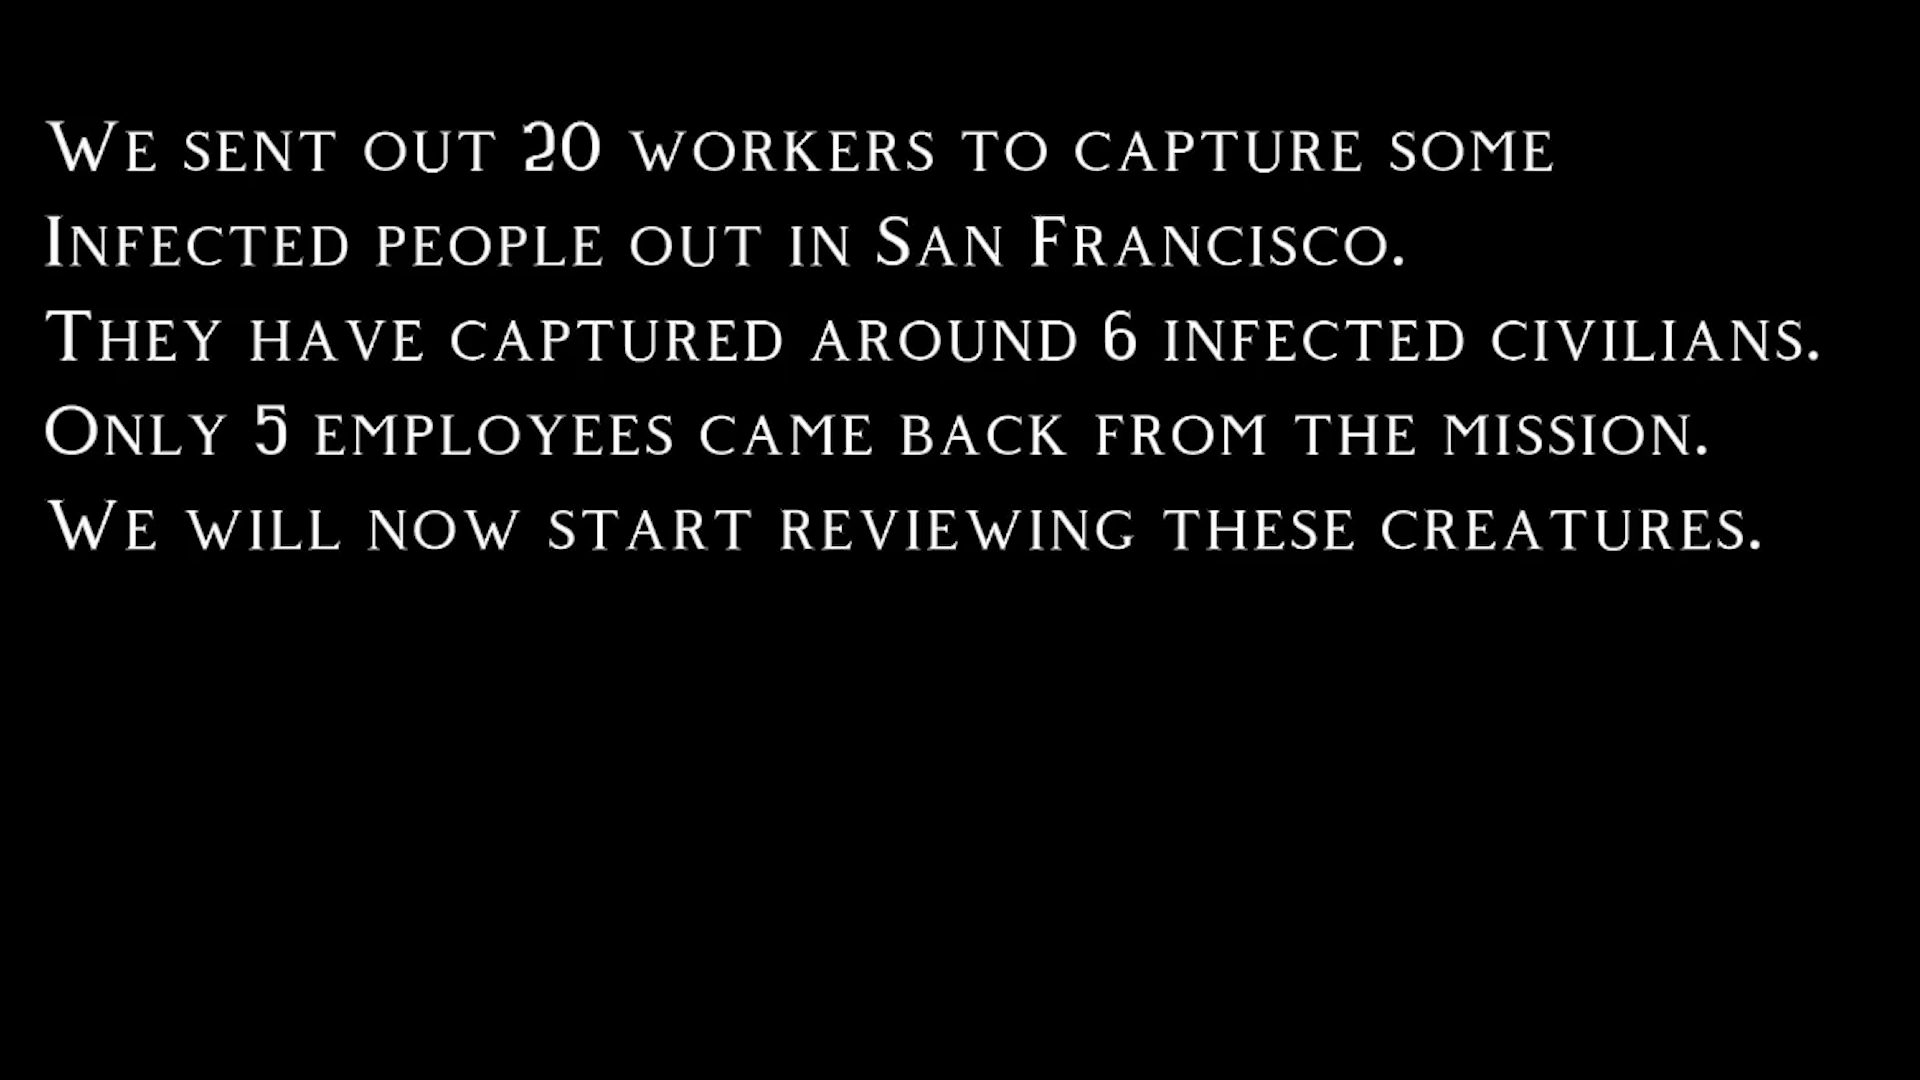 We sent out 20 workers to capture some
Infected people out in San Francisco.
They have captured around 6 infected civilians.
Only 5 employees came back from the mission.
We will now start reviewing these creatures.